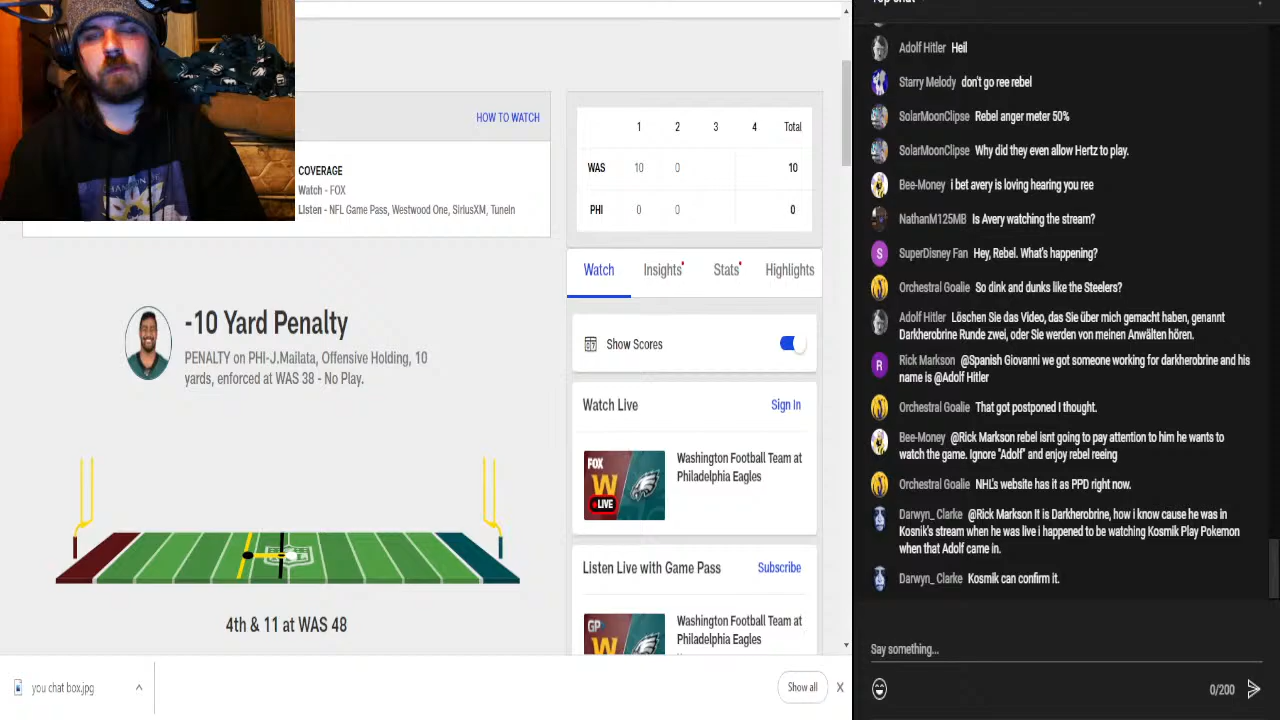 HOW TO WATCH
COVERAGE
Watch - FOX
Listen - NFL Game Pass, Westwood One, SiriusXM, TuneIn
1 2 3 4 Total
WAS 10 0 10
PHI 0 0 0
Watch Insights Stats Highlights
-10 Yard Penalty
PENALTY on PHI-J.Mailata, Offensive Holding, 10
yards, enforced at WAS 38 - No Play.
4th & 11 at WAS 48
Show Scores
Watch Live Sign In
FOX
W
LIVE
Washington Football Team at
Philadelphia Eagles
Listen Live with Game Pass Subscribe
GP
Washington Football Team at
Philadelphia Eagles
you chat box.jpg
Show all X
Adolf Hitler Heil
Starry Melody don't go ree rebel
SolarMoonClipse Rebel anger meter 50%
SolarMoonClipse Why did they even allow Hertz to play.
Bee-Money i bet avery is loving hearing you ree
NathanM125MB Is Avery watching the stream?
S SuperDisney Fan Hey, Rebel. What's happening?
Orchestral Goalie So dink and dunks like the Steelers?
Adolf Hitler Löschen Sie das Video, das Sie über mich gemacht haben, genannt
Darkherobrine Runde zwei, oder Sie werden von meinen Anwälten hören.
R Rick Markson @Spanish Giovanni we got someone working for darkherobrine and his
name is @Adolf Hitler
Orchestral Goalie That got postponed I thought.
Bee-Money @Rick Markson rebel isnt going to pay attention to him he wants to
watch the game. Ignore "Adolf" and enjoy rebel reeing
Orchestral Goalie NHL's website has it as PPD right now.
Darwyn_ Clarke @Rick Markson It is Darkherobrine, how i know cause he was in
Kosnik's stream when he was live i happened to be watching Kosmik Play Pokemon
when that Adolf came in.
Darwyn_ Clarke Kosmik can confirm it.
Say something...
0/200